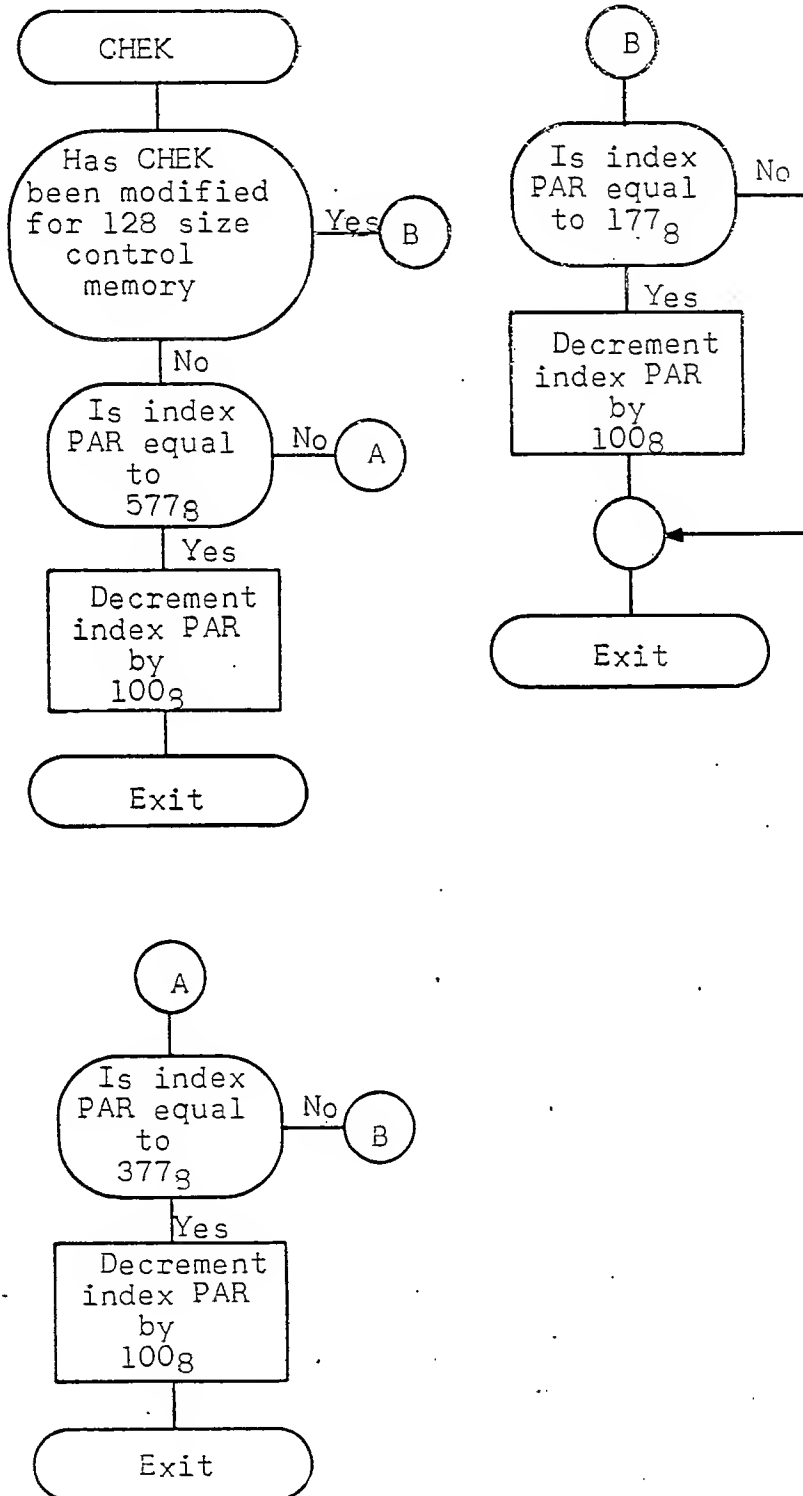 CHEK
Has CHEK
been modified
for 128 size
control
memory
Yes
B
No
Is index
PAR equal
to
577₈
No
A
Yes
Decrement
index PAR
by
100₈
Exit
B
Is index
PAR equal
to 177₈
No
Yes
Decrement
index PAR
by
100₈
Exit
A
Is index
PAR equal
to
377₈
No
B
Yes
Decrement
index PAR
by
100₈
Exit